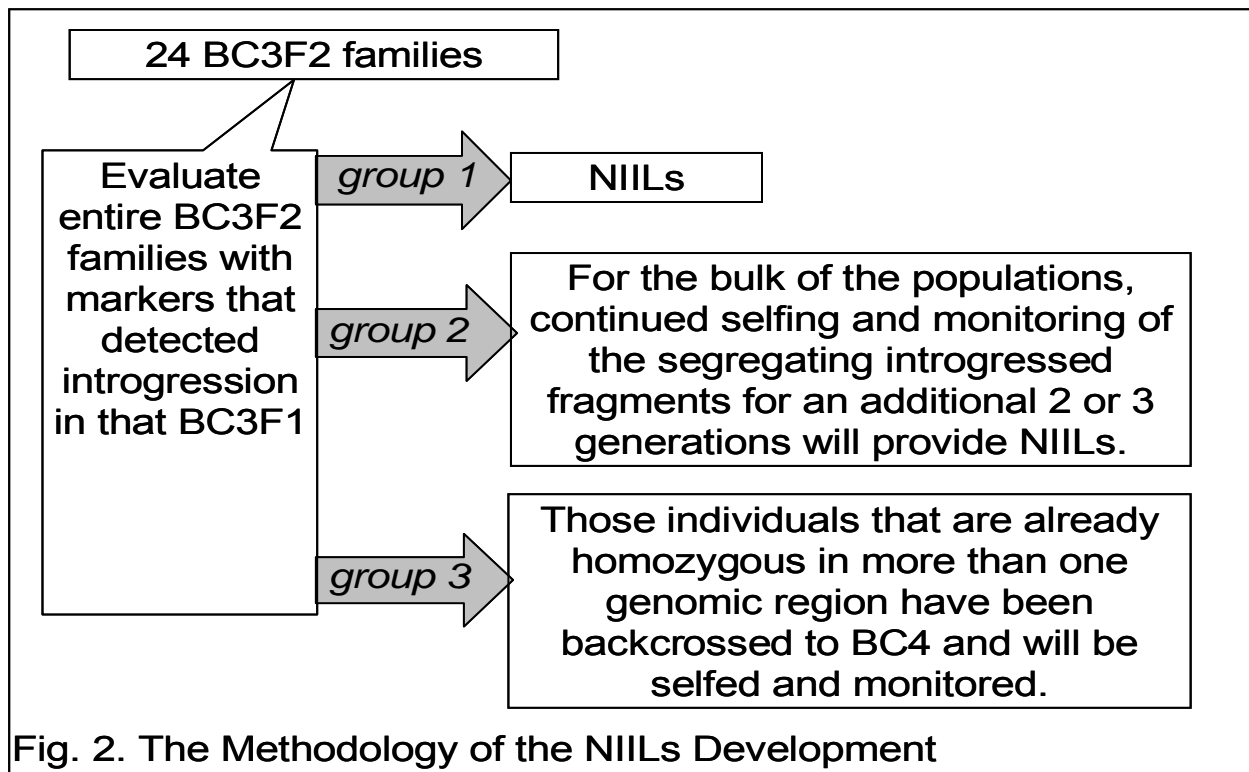 24 BC3F2 families
Evaluate
entire BC3F2
families with
markers that
detected
introgression
in that BC3F1
group 1
NIILs
group 2
For the bulk of the populations,
continued selfing and monitoring of
the segregating introgressed
fragments for an additional 2 or 3
generations will provide NIILs.
group 3
Those individuals that are already
homozygous in more than one
genomic region have been
backcrossed to BC4 and will be
selfed and monitored.
Fig. 2. The Methodology of the NIILs Development